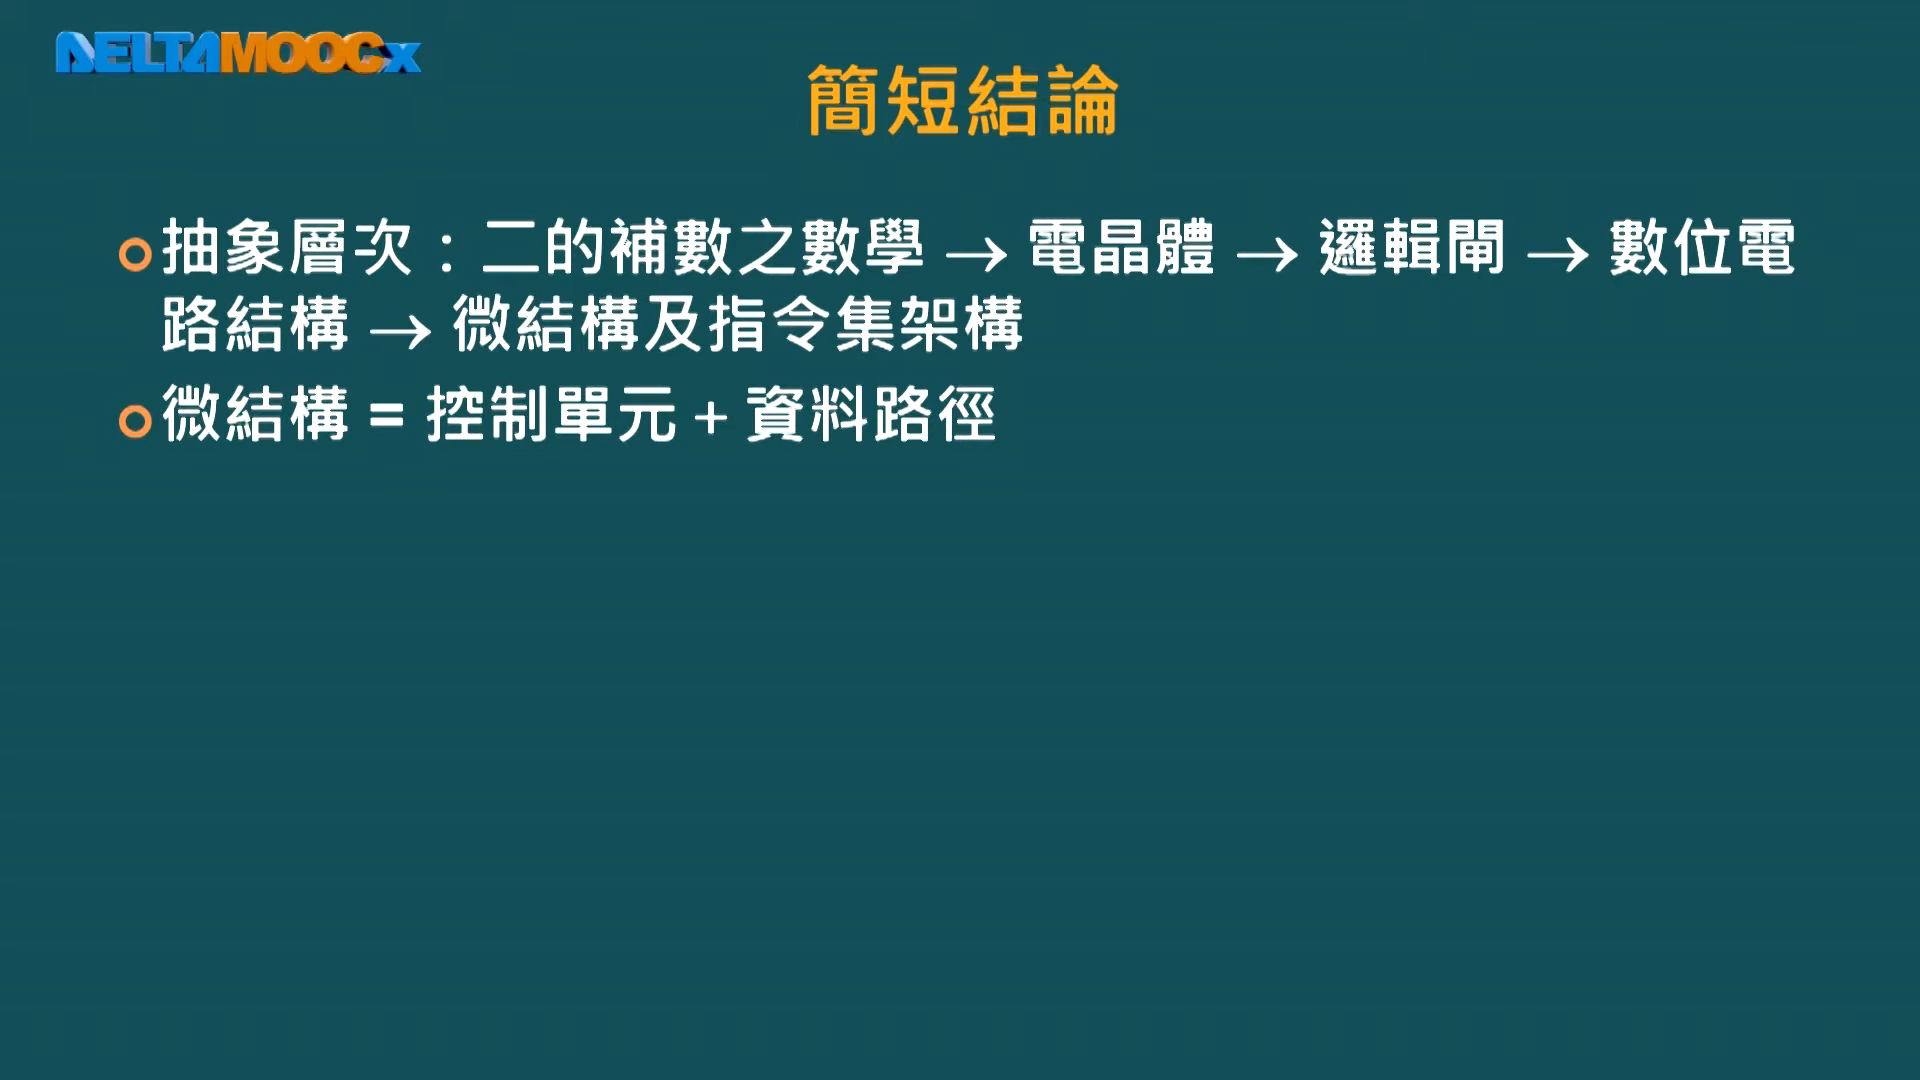 DELTAMOOCx
簡短結論
抽象層次：二的補數之數學 → 電晶體 → 邏輯閘 → 數位電
路結構 → 微結構及指令集架構
微結構 = 控制單元 + 資料路徑